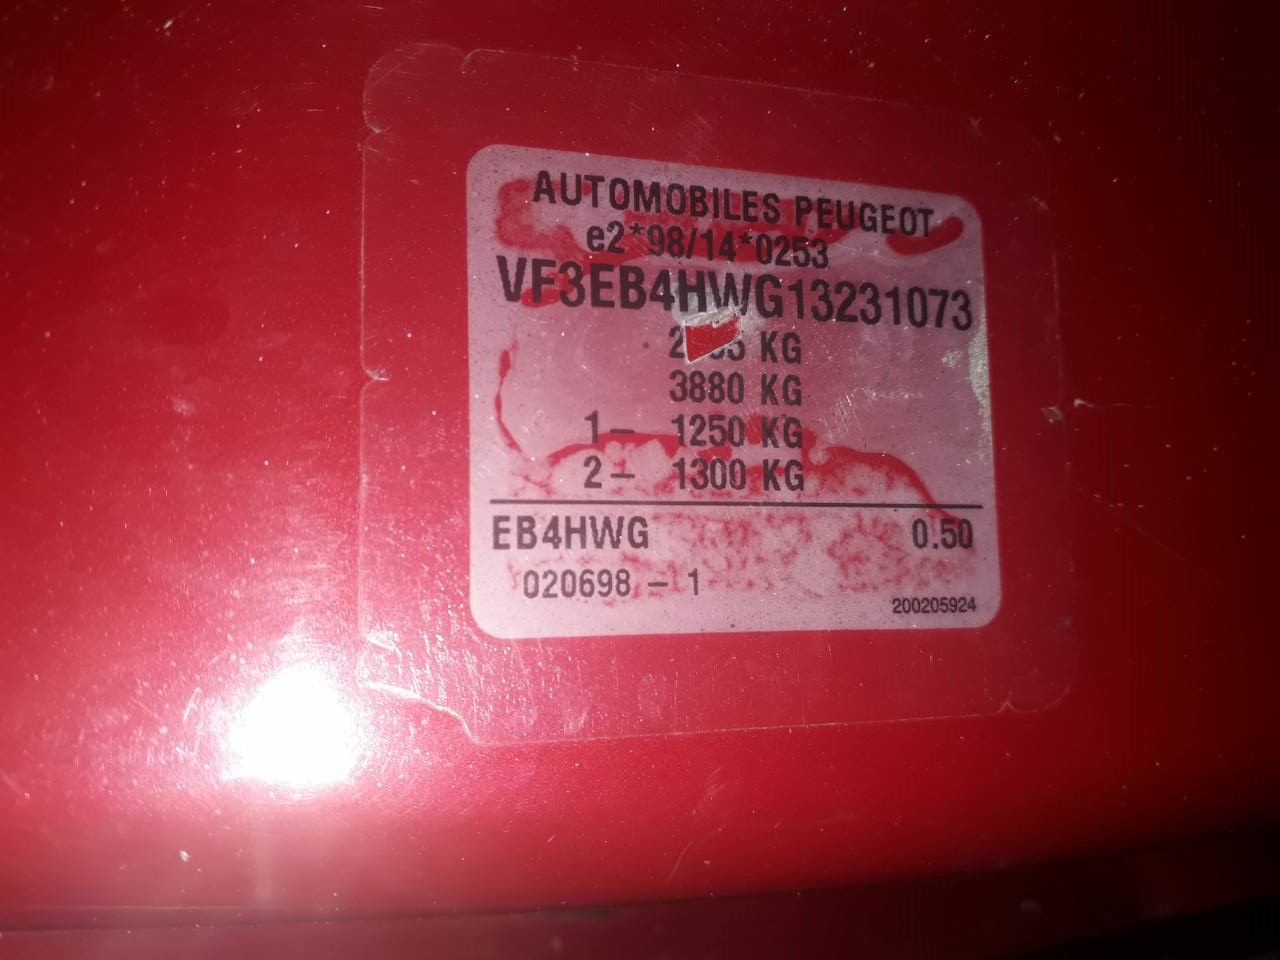 AUTOMOBILES PEUGEOT
e2*98/14*0253
VF3EB4HWG13231073
KG
3880 KG
1- 1250 KG
2- 1300 KG
EB4HWG 0.50
020698 - 1
200205924